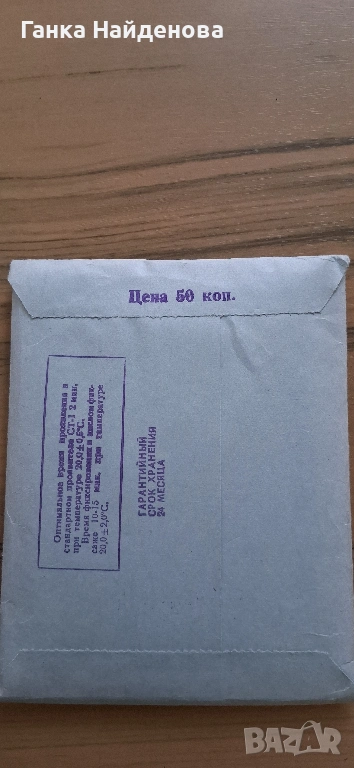 Ганка Найденова
Цена 50 коп.
Оптимальное время проявления в
стандартном проявителе СТ-1 2 мин,
при температуре 20,0±0,5°С.
Время фиксирования в кислом фик-
саже 10-15 мин, при температуре
20,0±2,0°С.
ГАРАНТИЙНЫЙ
СРОК ХРАНЕНИЯ
24 МЕСЯЦА
BAZAR